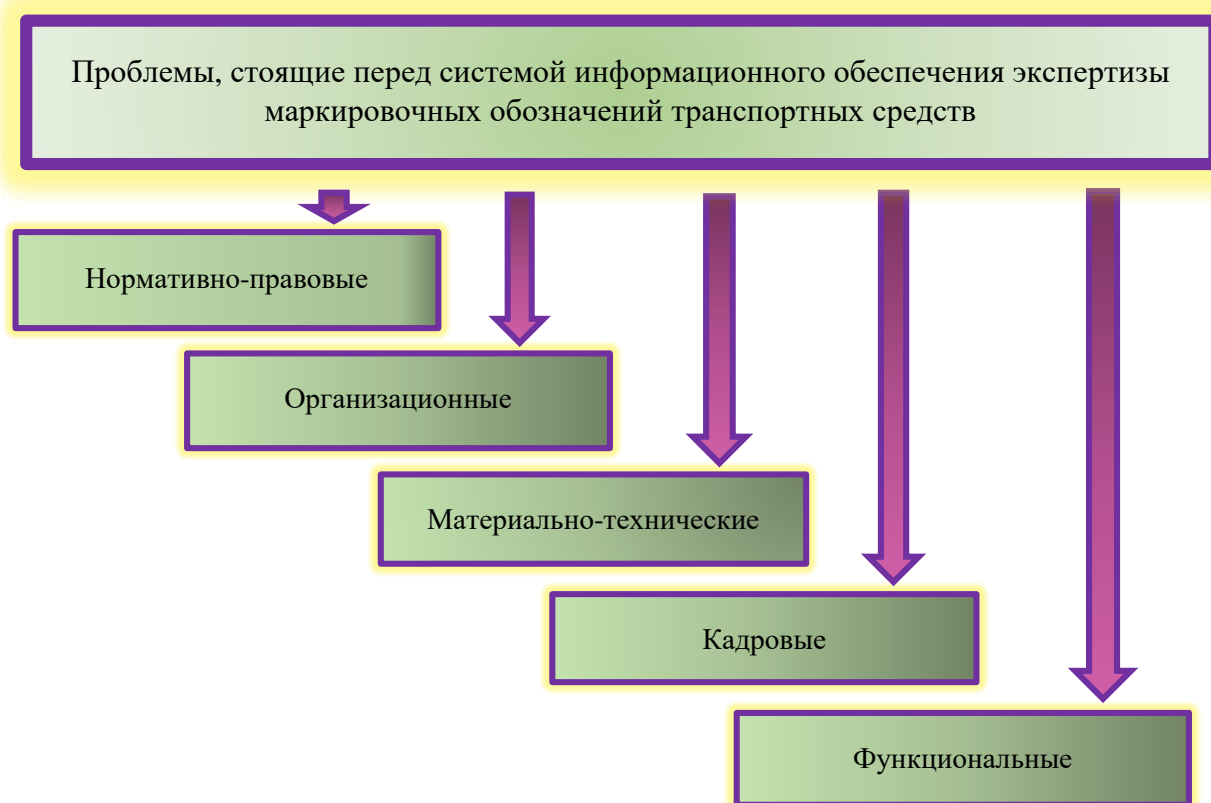 Проблемы, стоящие перед системой информационного обеспечения экспертизы
маркировочных обозначений транспортных средств
Нормативно-правовые
Организационные
Материально-технические
Кадровые
Функциональные